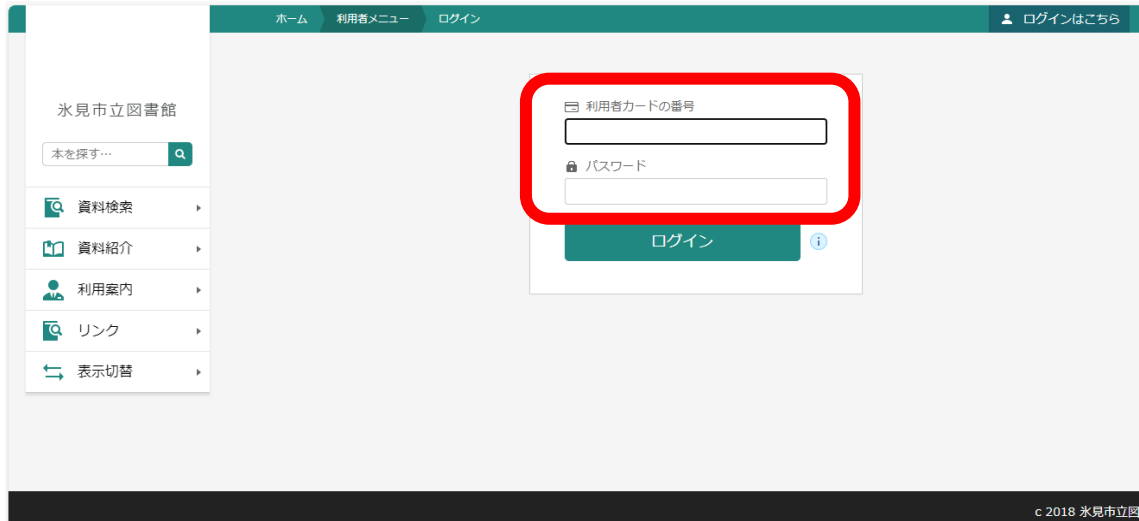 ホーム 利用者メニュー ログイン ログインはこちら
氷見市立図書館
本を探す…
資料検索
資料紹介
利用案内
リンク
表示切替
利用者カードの番号
パスワード
ログイン
c 2018 氷見市立図